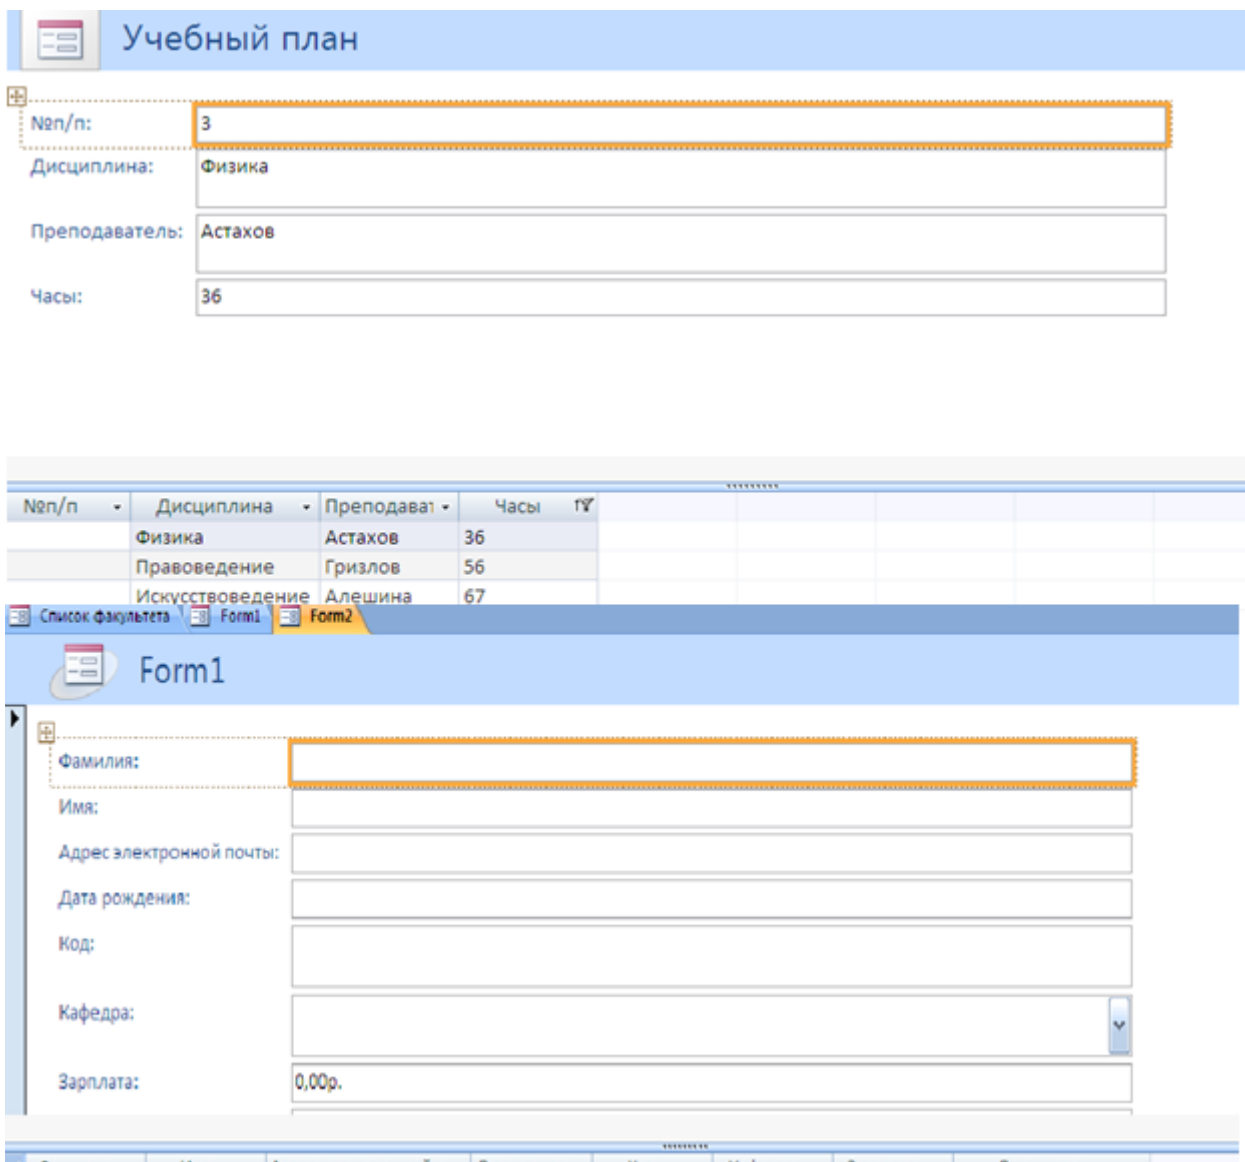 Учебный план
№п/п: 3
Дисциплина: Физика
Преподаватель: Астахов
Часы: 36
№п/п Дисциплина Преподават Часы
Физика Астахов 36
Правоведение Гризлов 56
Искусствоведение Алешина 67
Список факультета Form1 Form2
Form1
Фамилия:
Имя:
Адрес электронной почты:
Дата рождения:
Код:
Кафедра:
Зарплата: 0,00р.